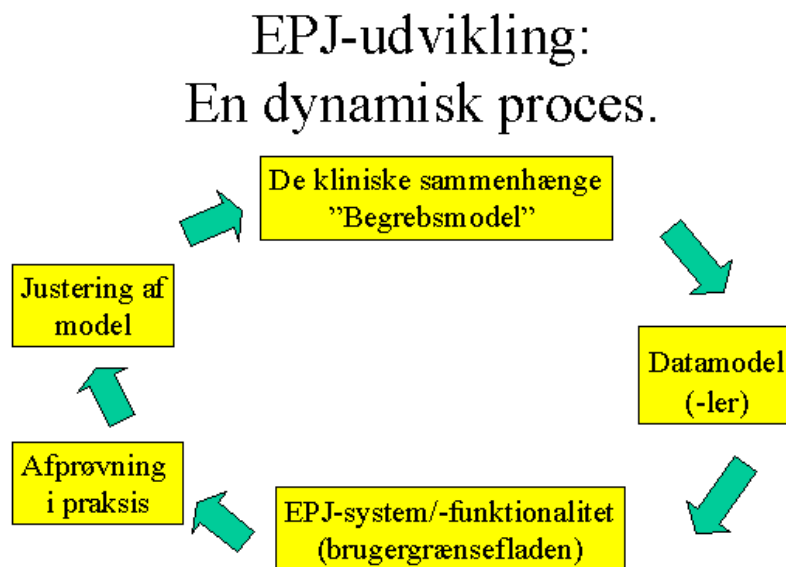 EPJ-udvikling:
En dynamisk proces.
De kliniske sammenhænge
”Begrebsmodel”
Datamodel
(-ler)
EPJ-system/-funktionalitet
(brugergrænsefladen)
Afprøvning
i praksis
Justering af
model